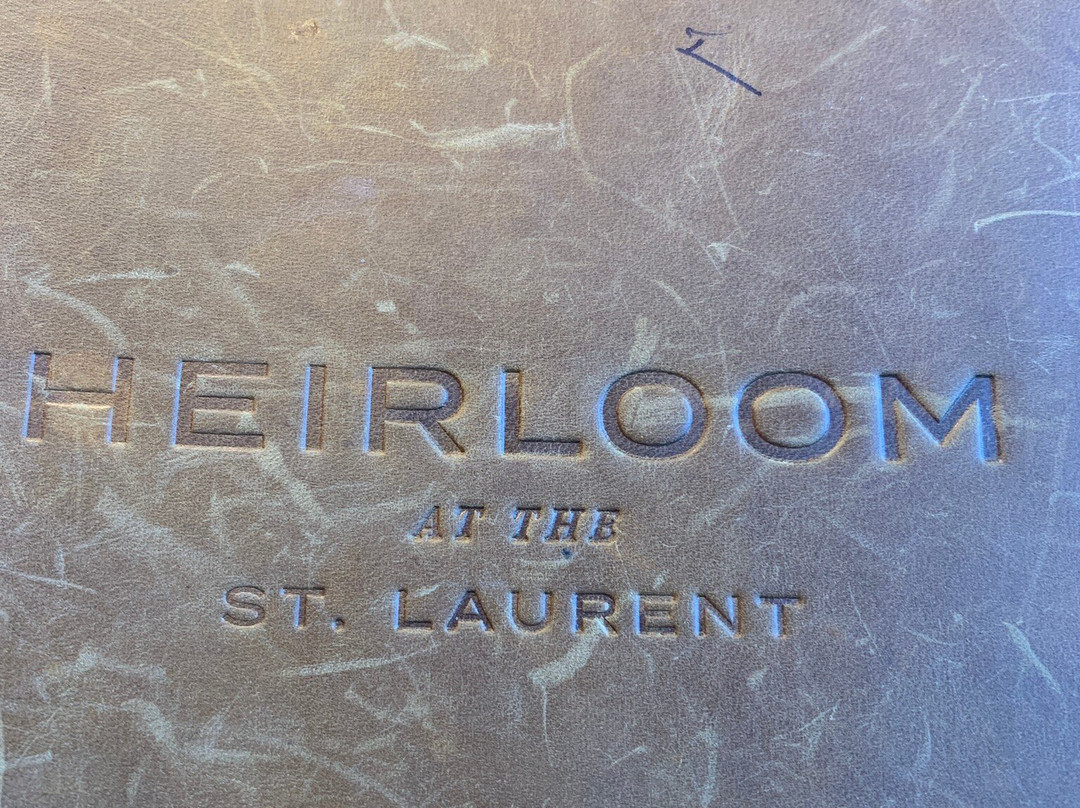 HEIRLOOM
AT THE
ST. LAURENT